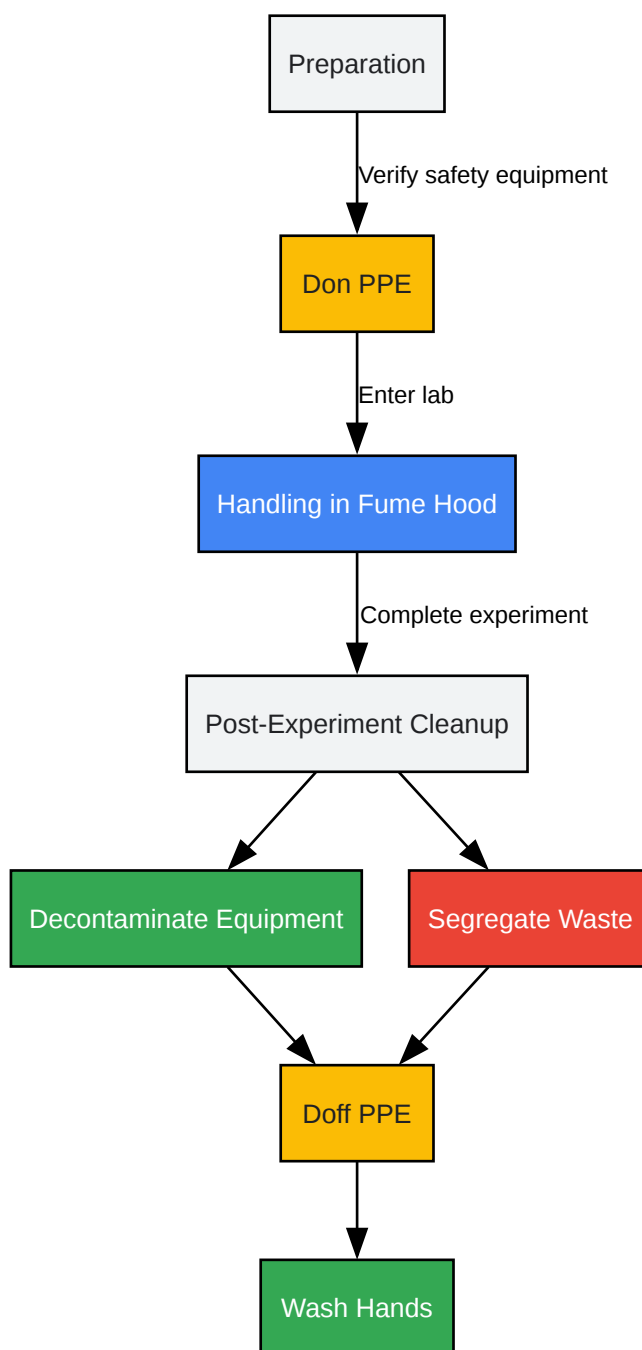 Preparation
Verify safety equipment
Don PPE
Enter lab
Handling in Fume Hood
Complete experiment
Post-Experiment Cleanup
Decontaminate Equipment
Segregate Waste
Doff PPE
Wash Hands